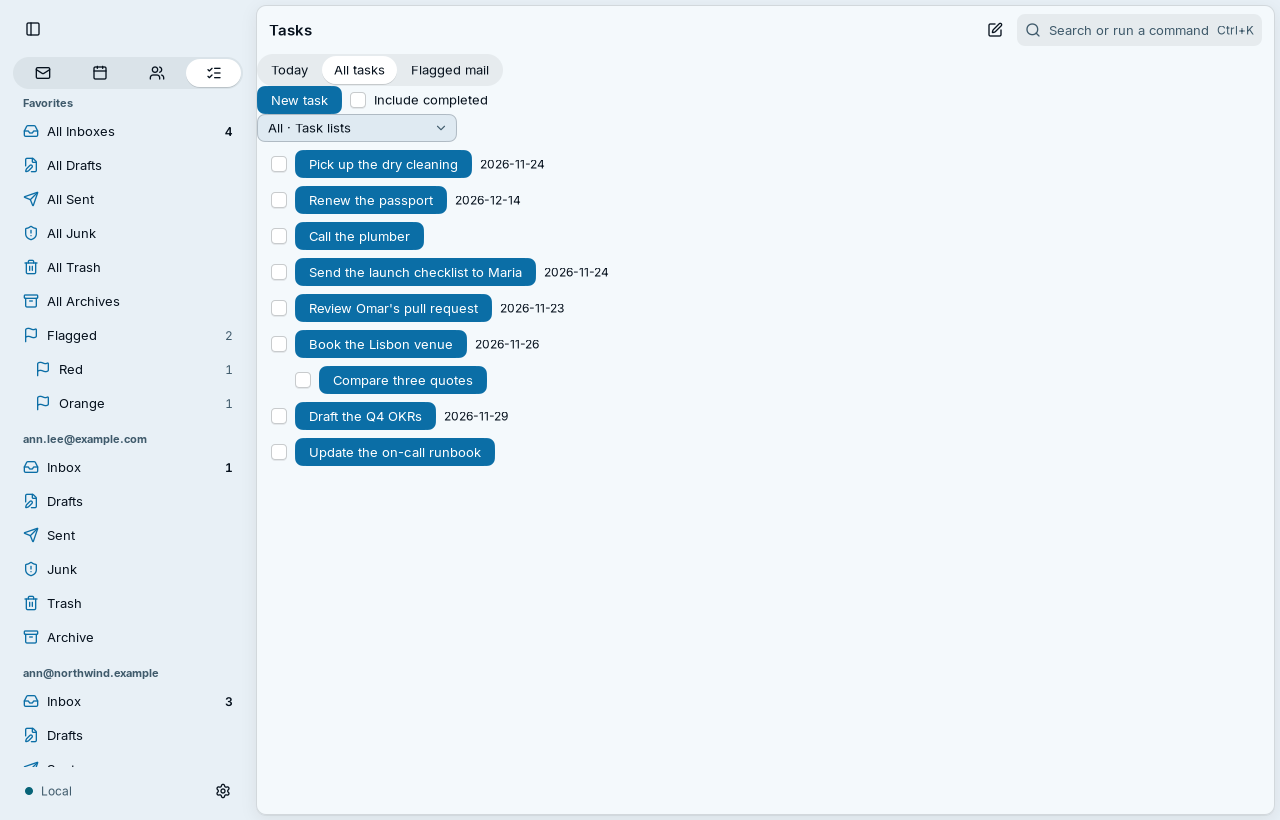 Tasks
Search or run a command Ctrl+K
Today All tasks Flagged mail
New task Include completed
All · Task lists
Pick up the dry cleaning 2026-11-24
Renew the passport 2026-12-14
Call the plumber
Send the launch checklist to Maria 2026-11-24
Review Omar's pull request 2026-11-23
Book the Lisbon venue 2026-11-26
Compare three quotes
Draft the Q4 OKRs 2026-11-29
Update the on-call runbook
Favorites
All Inboxes 4
All Drafts
All Sent
All Junk
All Trash
All Archives
Flagged 2
Red 1
Orange 1
ann.lee@example.com
Inbox 1
Drafts
Sent
Junk
Trash
Archive
ann@northwind.example
Inbox 3
Drafts
Local